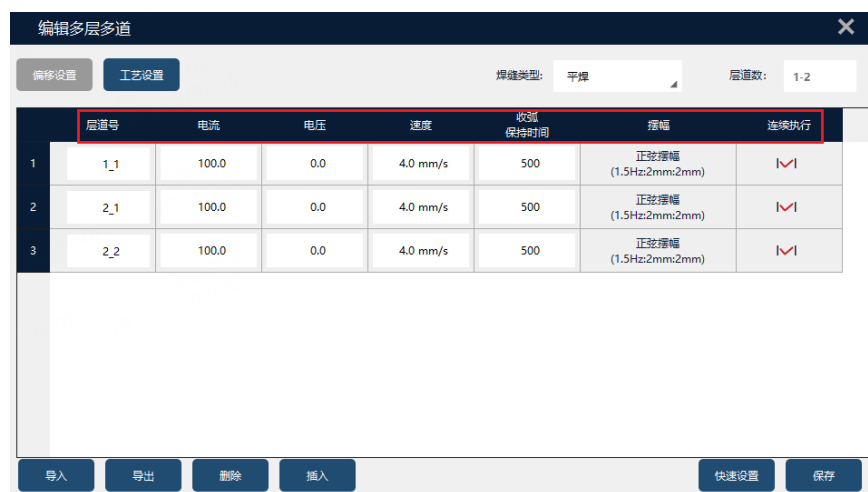 编辑多层多道
偏移设置 工艺设置 焊缝类型: 平焊 层道数: 1-2
层道号 电流 电压 速度 收弧 摆幅 连续执行
保持时间
1 1_1 100.0 0.0 4.0 mm/s 500 正弦摆幅
(1.5Hz:2mm:2mm)
2 2_1 100.0 0.0 4.0 mm/s 500 正弦摆幅
(1.5Hz:2mm:2mm)
3 2_2 100.0 0.0 4.0 mm/s 500 正弦摆幅
(1.5Hz:2mm:2mm)
导入 导出 删除 插入 快速设置 保存